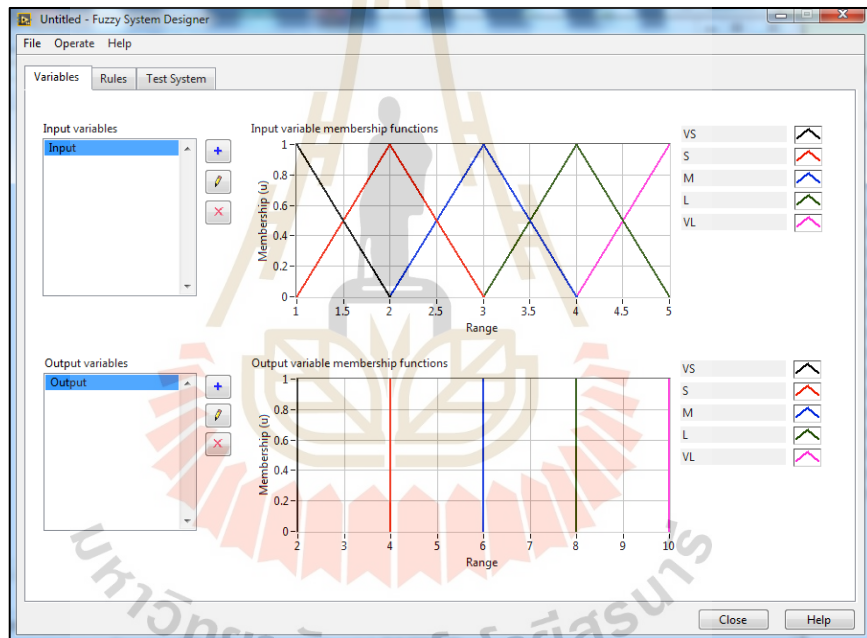 Untitled - Fuzzy System Designer
File Operate Help
Variables Rules Test System
Input variables
Input
Input variable membership functions
Membership (u)
1
0.8
0.6
0.4
0.2
0
1 1.5 2 2.5 3 3.5 4 4.5 5
Range
VS
S
M
L
VL
Output variables
Output
Output variable membership functions
Membership (u)
1
0.8
0.6
0.4
0.2
0
2 3 4 5 6 7 8 9 10
Range
VS
S
M
L
VL
Close Help